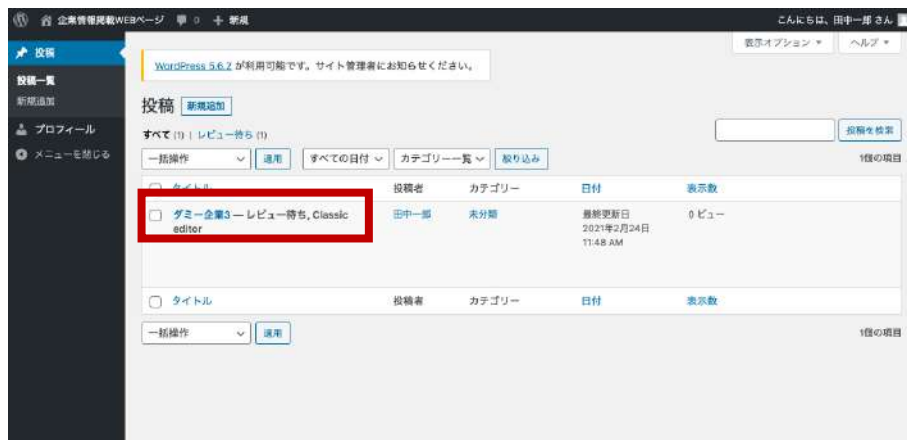 企業情報掲載WEBページ 0 + 新規 こんにちは、田中一郎 さん
投稿
表示オプション ヘルプ
WordPress 5.6.2 が利用可能です。サイト管理者にお知らせください。
投稿一覧
新規追加
投稿 新規追加
プロフィール
すべて (1) | レビュー待ち (1)
投稿を検索
メニューを閉じる
一括操作 適用 すべての日付 カテゴリー一覧 絞り込み 1個の項目
タイトル 投稿者 カテゴリー 日付 表示数
ダミー企業3 — レビュー待ち, Classic editor
田中一郎 未分類 最終更新日
2021年2月24日
11:48 AM
0 ビュー
タイトル 投稿者 カテゴリー 日付 表示数
一括操作 適用 1個の項目